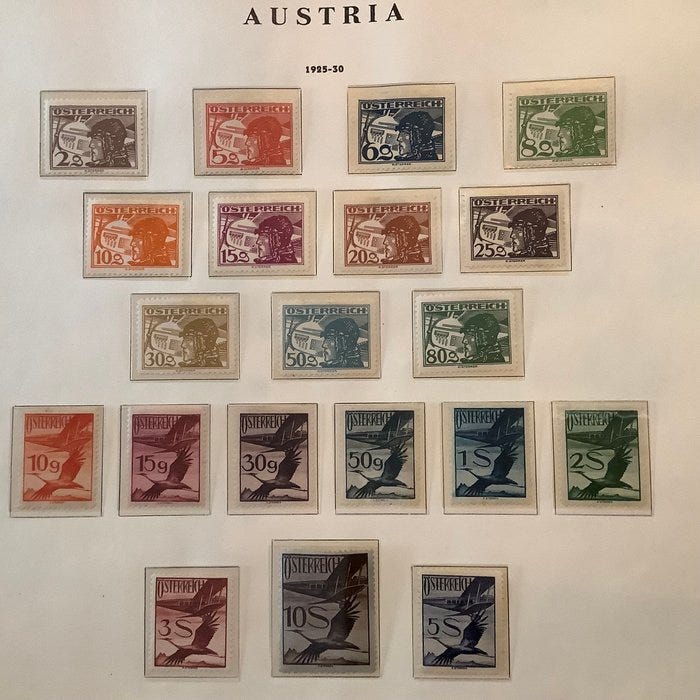 AUSTRIA
1925-30
ÖSTERREICH 2g
ÖSTERREICH 5g
ÖSTERREICH 6g
ÖSTERREICH 8g
ÖSTERREICH 10g
ÖSTERREICH 15g
ÖSTERREICH 20g
ÖSTERREICH 25g
ÖSTERREICH 30g
ÖSTERREICH 50g
ÖSTERREICH 80g
ÖSTERREICH 10g
ÖSTERREICH 15g
ÖSTERREICH 30g
ÖSTERREICH 50g
ÖSTERREICH 1S
ÖSTERREICH 2S
ÖSTERREICH 3S
ÖSTERREICH 10S
ÖSTERREICH 5S